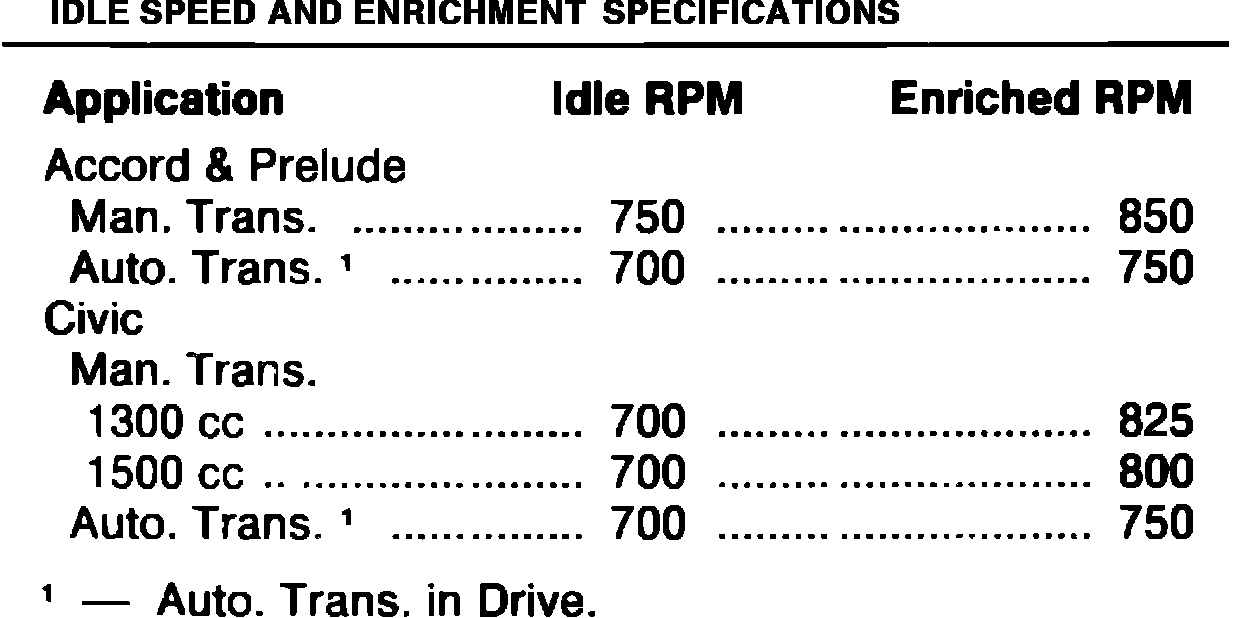 IDLE SPEED AND ENRICHMENT SPECIFICATIONS
Application Idle RPM Enriched RPM
Accord & Prelude
Man. Trans. .................. 750 ............................. 850
Auto. Trans. ¹ ............... 700 ............................. 750
Civic
Man. Trans.
1300 cc ......................... 700 ............................. 825
1500 cc .. ...................... 700 ............................. 800
Auto. Trans. ¹ ............... 700 ............................. 750
¹ — Auto. Trans. in Drive.